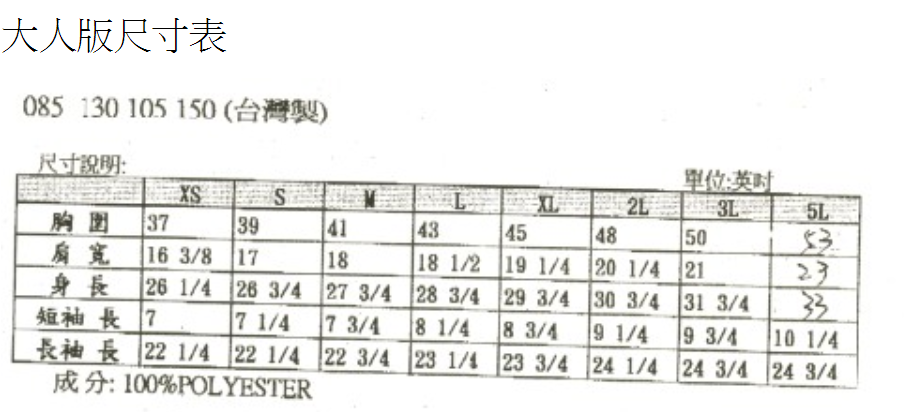 大人版尺寸表
085 130 105 150 (台灣製)
尺寸說明:
單位:英吋
XS S M L XL 2L 3L 5L
胸 圍 37 39 41 43 45 48 50 53
肩 寬 16 3/8 17 18 18 1/2 19 1/4 20 1/4 21 23
身 長 26 1/4 26 3/4 27 3/4 28 3/4 29 3/4 30 3/4 31 3/4 33
短袖 長 7 7 1/4 7 3/4 8 1/4 8 3/4 9 1/4 9 3/4 10 1/4
長袖 長 22 1/4 22 1/4 22 3/4 23 1/4 23 3/4 24 1/4 24 3/4 24 3/4
成 分: 100%POLYESTER